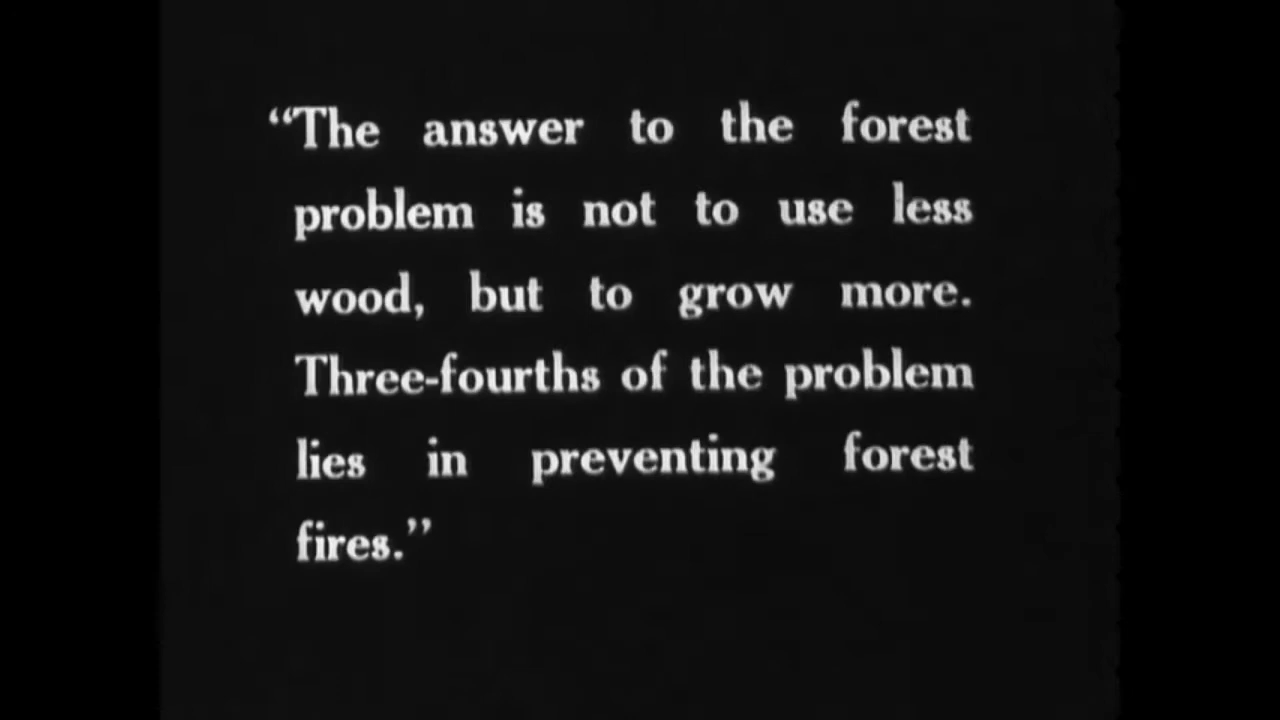 “The answer to the forest
problem is not to use less
wood, but to grow more.
Three-fourths of the problem
lies in preventing forest
fires.”